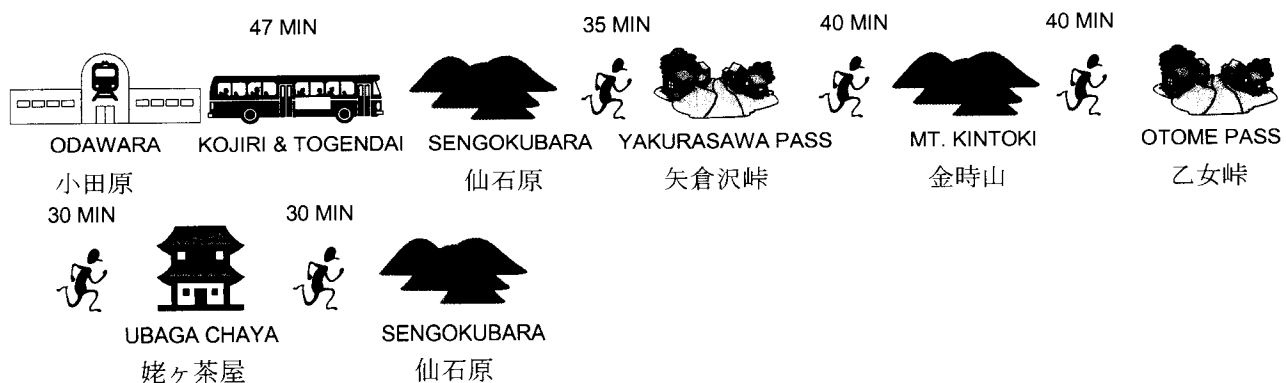 47 MIN 35 MIN 40 MIN 40 MIN
ODAWARA KOJIRI & TOGENDAI SENGOKUBARA YAKURASAWA PASS MT. KINTOKI OTOME PASS
小田原 仙石原 矢倉沢峠 金時山 乙女峠
30 MIN 30 MIN
UBAGA CHAYA SENGOKUBARA
姥ヶ茶屋 仙石原